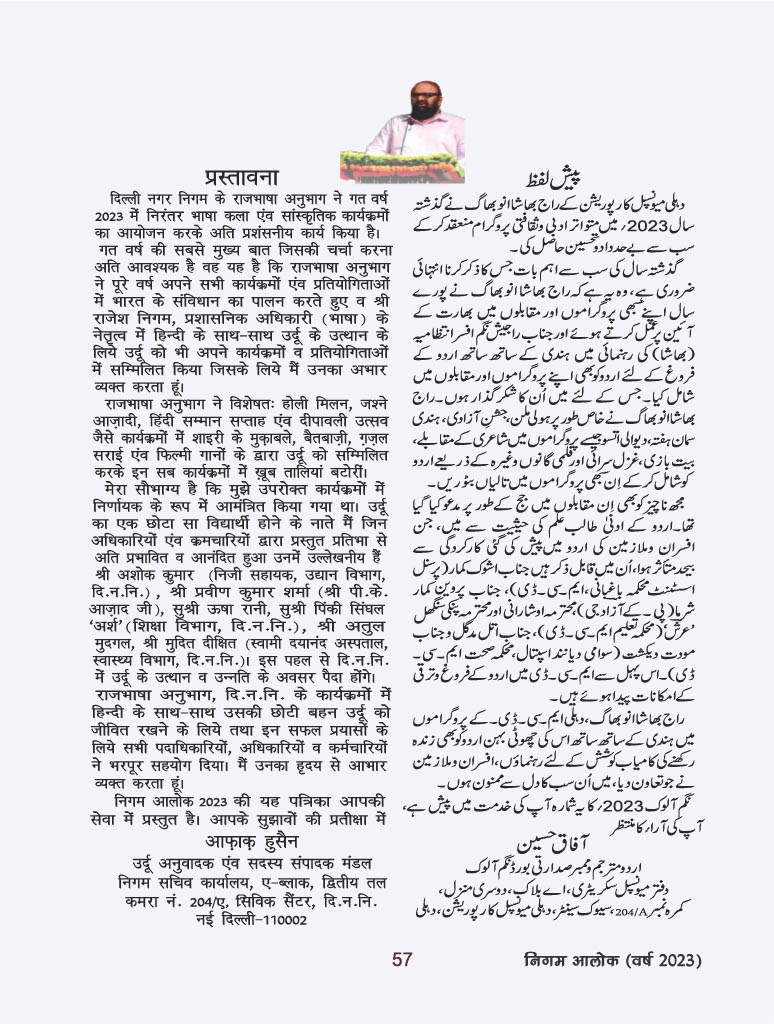 प्रस्तावना
दिल्ली नगर निगम के राजभाषा अनुभाग ने गत वर्ष
2023 में निरंतर भाषा कला एंव सांस्कृतिक कार्यक्रमों
का आयोजन करके अति प्रशंसनीय कार्य किया है।
गत वर्ष की सबसे मुख्य बात जिसकी चर्चा करना
अति आवश्यक है वह यह है कि राजभाषा अनुभाग
ने पूरे वर्ष अपने सभी कार्यक्रमों एंव प्रतियोगिताओं
में भारत के संविधान का पालन करते हुए व श्री
राजेश निगम, प्रशासनिक अधिकारी (भाषा) के
नेतृत्व में हिन्दी के साथ-साथ उर्दू के उत्थान के
लिये उर्दू को भी अपने कार्यक्रमों व प्रतियोगिताओं
में सम्मिलित किया जिसके लिये मैं उनका अभार
व्यक्त करता हूं।
राजभाषा अनुभाग ने विशेषतः होली मिलन, जश्ने
आज़ादी, हिंदी सम्मान सप्ताह एंव दीपावली उत्सव
जैसे कार्यक्रमों में शाइरी के मुक़ाबले, बैतबाज़ी, ग़ज़ल
सराई एंव फिल्मी गानों के द्वारा उर्दू को सम्मिलित
करके इन सब कार्यक्रमों में ख़ूब तालियां बटोरीं।
मेरा सौभाग्य है कि मुझे उपरोक्त कार्यक्रमों में
निर्णायक के रूप में आमंत्रित किया गया था। उर्दू
का एक छोटा सा विद्यार्थी होने के नाते मैं जिन
अधिकारियों एंव क्रमचारियों द्वारा प्रस्तुत प्रतिभा से
अति प्रभावित व आनंदित हुआ उनमें उल्लेखनीय हैं
श्री अशोक कुमार (निजी सहायक, उद्यान विभाग,
दि.न.नि.) , श्री प्रवीण कुमार शर्मा (श्री पी.के.
आज़ाद जी), सुश्री ऊषा रानी, सुश्री पिंकी सिंघल
‘अर्श’(शिक्षा विभाग, दि.न.नि.), श्री अतुल
मुदगल, श्री मुदित दीक्षित (स्वामी दयानंद अस्पताल,
स्वास्थ्य विभाग, दि.न.नि.)। इस पहल से दि.न.नि.
में उर्दू के उत्थान व उन्नति के अवसर पैदा होंगे।
राजभाषा अनुभाग, दि.न.नि. के कार्यक्रमों में
हिन्दी के साथ-साथ उसकी छोटी बहन उर्दू को
जीवित रखने के लिये तथा इन सफल प्रयासों के
लिये सभी पदाधिकारियों, अधिकारियों व कर्मचारियों
ने भरपूर सहयोग दिया। मैं उनका हृदय से आभार
व्यक्त करता हूं।
निगम आलोक 2023 की यह पत्रिका आपकी
सेवा में प्रस्तुत है। आपके सुझावों की प्रतीक्षा में
आफ़ाक़ हुसैन
उर्दू अनुवादक एंव सदस्य संपादक मंडल
निगम सचिव कार्यालय, ए-ब्लाक, द्वितीय तल
कमरा नं. 204/ए, सिविक सैंटर, दि.न.नि.
नई दिल्ली-110002
پیش لفظ
دہلی میونسپل کارپوریشن کے راج بھاشا انوبھاگ نے گذشتہ
سال 2023ء میں متواتر ادبی و ثقافتی پروگرام منعقد کرکے
سب سے بے حد داد و تحسین حاصل کی۔
گذشتہ سال کی سب سے اہم بات جس کا ذکر کرنا انتہائی
ضروری ہے، وہ یہ ہے کہ راج بھاشا انوبھاگ نے پورے
سال اپنے سبھی پروگراموں اور مقابلوں میں بھارت کے
آئین پر عمل کرتے ہوئے اور جناب راجیش نگم افسر انتظامیہ
(بھاشا) کی رہنمائی میں ہندی کے ساتھ ساتھ اردو کے
فروغ کے لئے اردو کو بھی اپنے پروگراموں اور مقابلوں میں
شامل کیا۔ جس کے لئے میں اُن کا شکر گذار ہوں۔ راج
بھاشا انوبھاگ نے خاص طور پر ہولی ملن، جشنِ آزادی، ہندی
سمان ہفتہ، دیوالی اتسو جیسے پروگراموں میں شاعری کے مقابلے،
بیت بازی، غزل سرائی اور فلمی گانوں وغیرہ کے ذریعے اردو
کو شامل کرکے اِن سبھی پروگراموں میں تالیاں بٹوریں۔
مجھ ناچیز کو بھی اِن مقابلوں میں جج کے طور پر مدعو کیا گیا
تھا۔ اردو کے ادنیٰ طالب علم کی حیثیت سے میں، جن
افسران و ملازمین کی اردو میں پیش کی گئی کارکردگی سے
بیحد متاثر ہوا، اُن میں قابل ذکر ہیں جناب اشوک کمار (پرسنل
اسسٹنٹ محکمہ باغبانی، ایم۔سی۔ڈی)، جناب پروین کمار
شرما (پی۔کے آزاد جی)، محترمہ اوشا رانی اور محترمہ پنکی سنگھل
’عرش‘ (محکمہ تعلیم ایم۔سی۔ڈی)، جناب اتل مدگل و جناب
مودت دیکشت (سوامی دیانند اسپتال، محکمہ صحت ایم۔سی۔
ڈی)۔ اس پہل سے ایم۔سی۔ڈی میں اردو کے فروغ و ترقی
کے امکانات پیدا ہوئے ہیں۔
راج بھاشا انوبھاگ، دہلی ایم۔سی۔ڈی۔ کے پروگراموں
میں ہندی کے ساتھ ساتھ اس کی چھوٹی بہن اردو کو بھی زندہ
رکھنے کی کامیاب کوشش کے لئے رہنماؤں، افسران و ملازمین
نے جو تعاون دیا، میں اُن سب کا دل سے ممنون ہوں۔
نگم آلوک 2023ء کا یہ شمارہ آپ کی خدمت میں پیش ہے،
آپ کی آراء کا منتظر
آفاق حسین
اردو مترجم و ممبر صدارتی بورڈ نگم آلوک
دفتر میونسپل سکریٹری، اے بلاک، دوسری منزل،
کمرہ نمبر 204/A، سیوک سینٹر، دہلی میونسپل کارپوریشن، دہلی
57
निगम आलोक (वर्ष 2023)